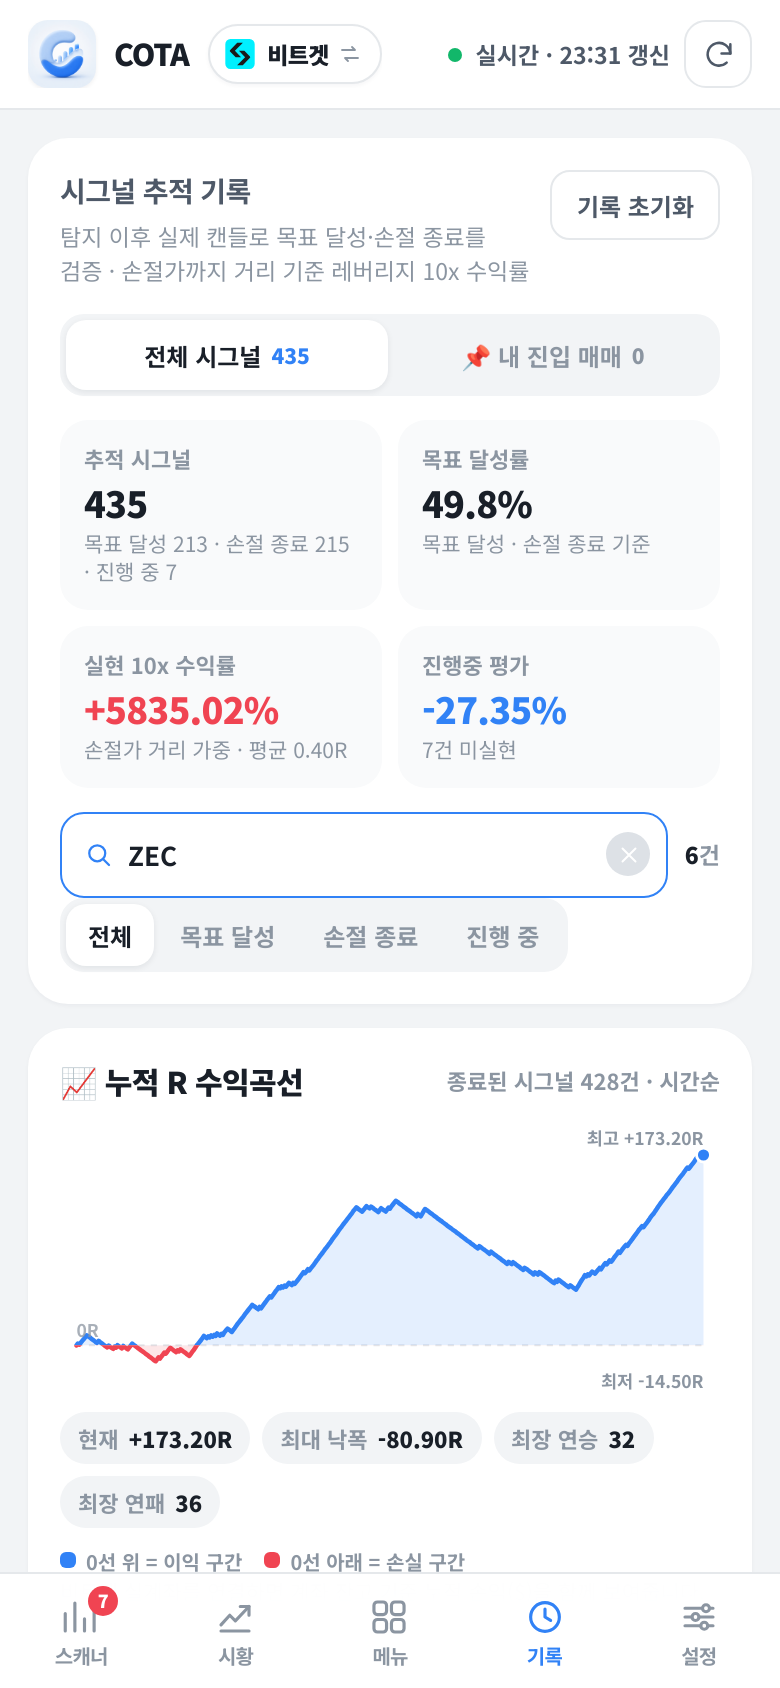 COTA
비트겟
실시간 · 23:31 갱신
시그널 추적 기록
기록 초기화
탐지 이후 실제 캔들로 목표 달성·손절 종료를
검증 · 손절가까지 거리 기준 레버리지 10x 수익률
전체 시그널 435
📌 내 진입 매매 0
추적 시그널
435
목표 달성 213 · 손절 종료 215
· 진행 중 7
목표 달성률
49.8%
목표 달성 · 손절 종료 기준
실현 10x 수익률
+5835.02%
손절가 거리 가중 · 평균 0.40R
진행중 평가
-27.35%
7건 미실현
ZEC
6건
전체
목표 달성
손절 종료
진행 중
📈 누적 R 수익곡선
종료된 시그널 428건 · 시간순
최고 +173.20R
0R
최저 -14.50R
현재 +173.20R
최대 낙폭 -80.90R
최장 연승 32
최장 연패 36
0선 위 = 이익 구간
0선 아래 = 손실 구간
7
스캐너
시황
메뉴
기록
설정